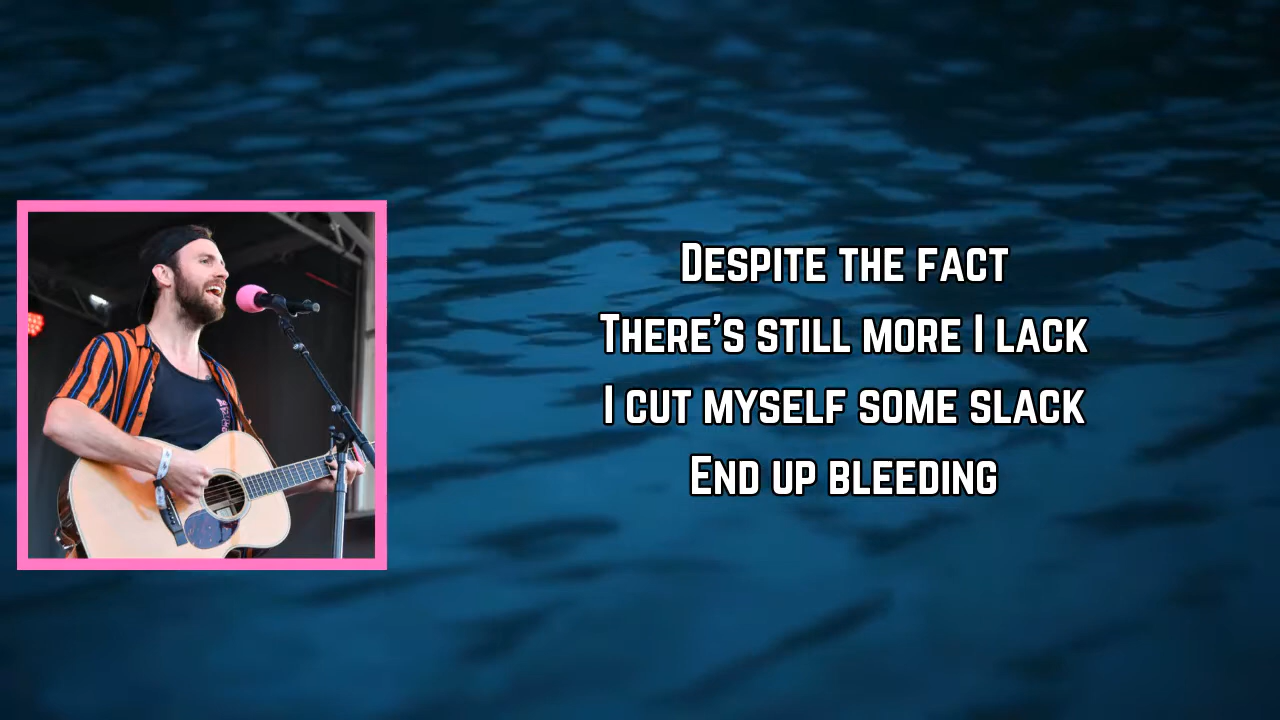 Despite the fact
There's still more I lack
I cut myself some slack
End up bleeding